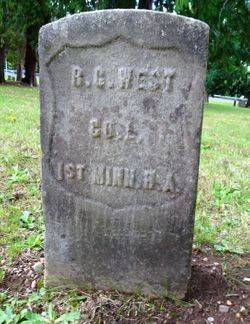 G. C. WEST
CO. L.
1ST MINN. H. A.